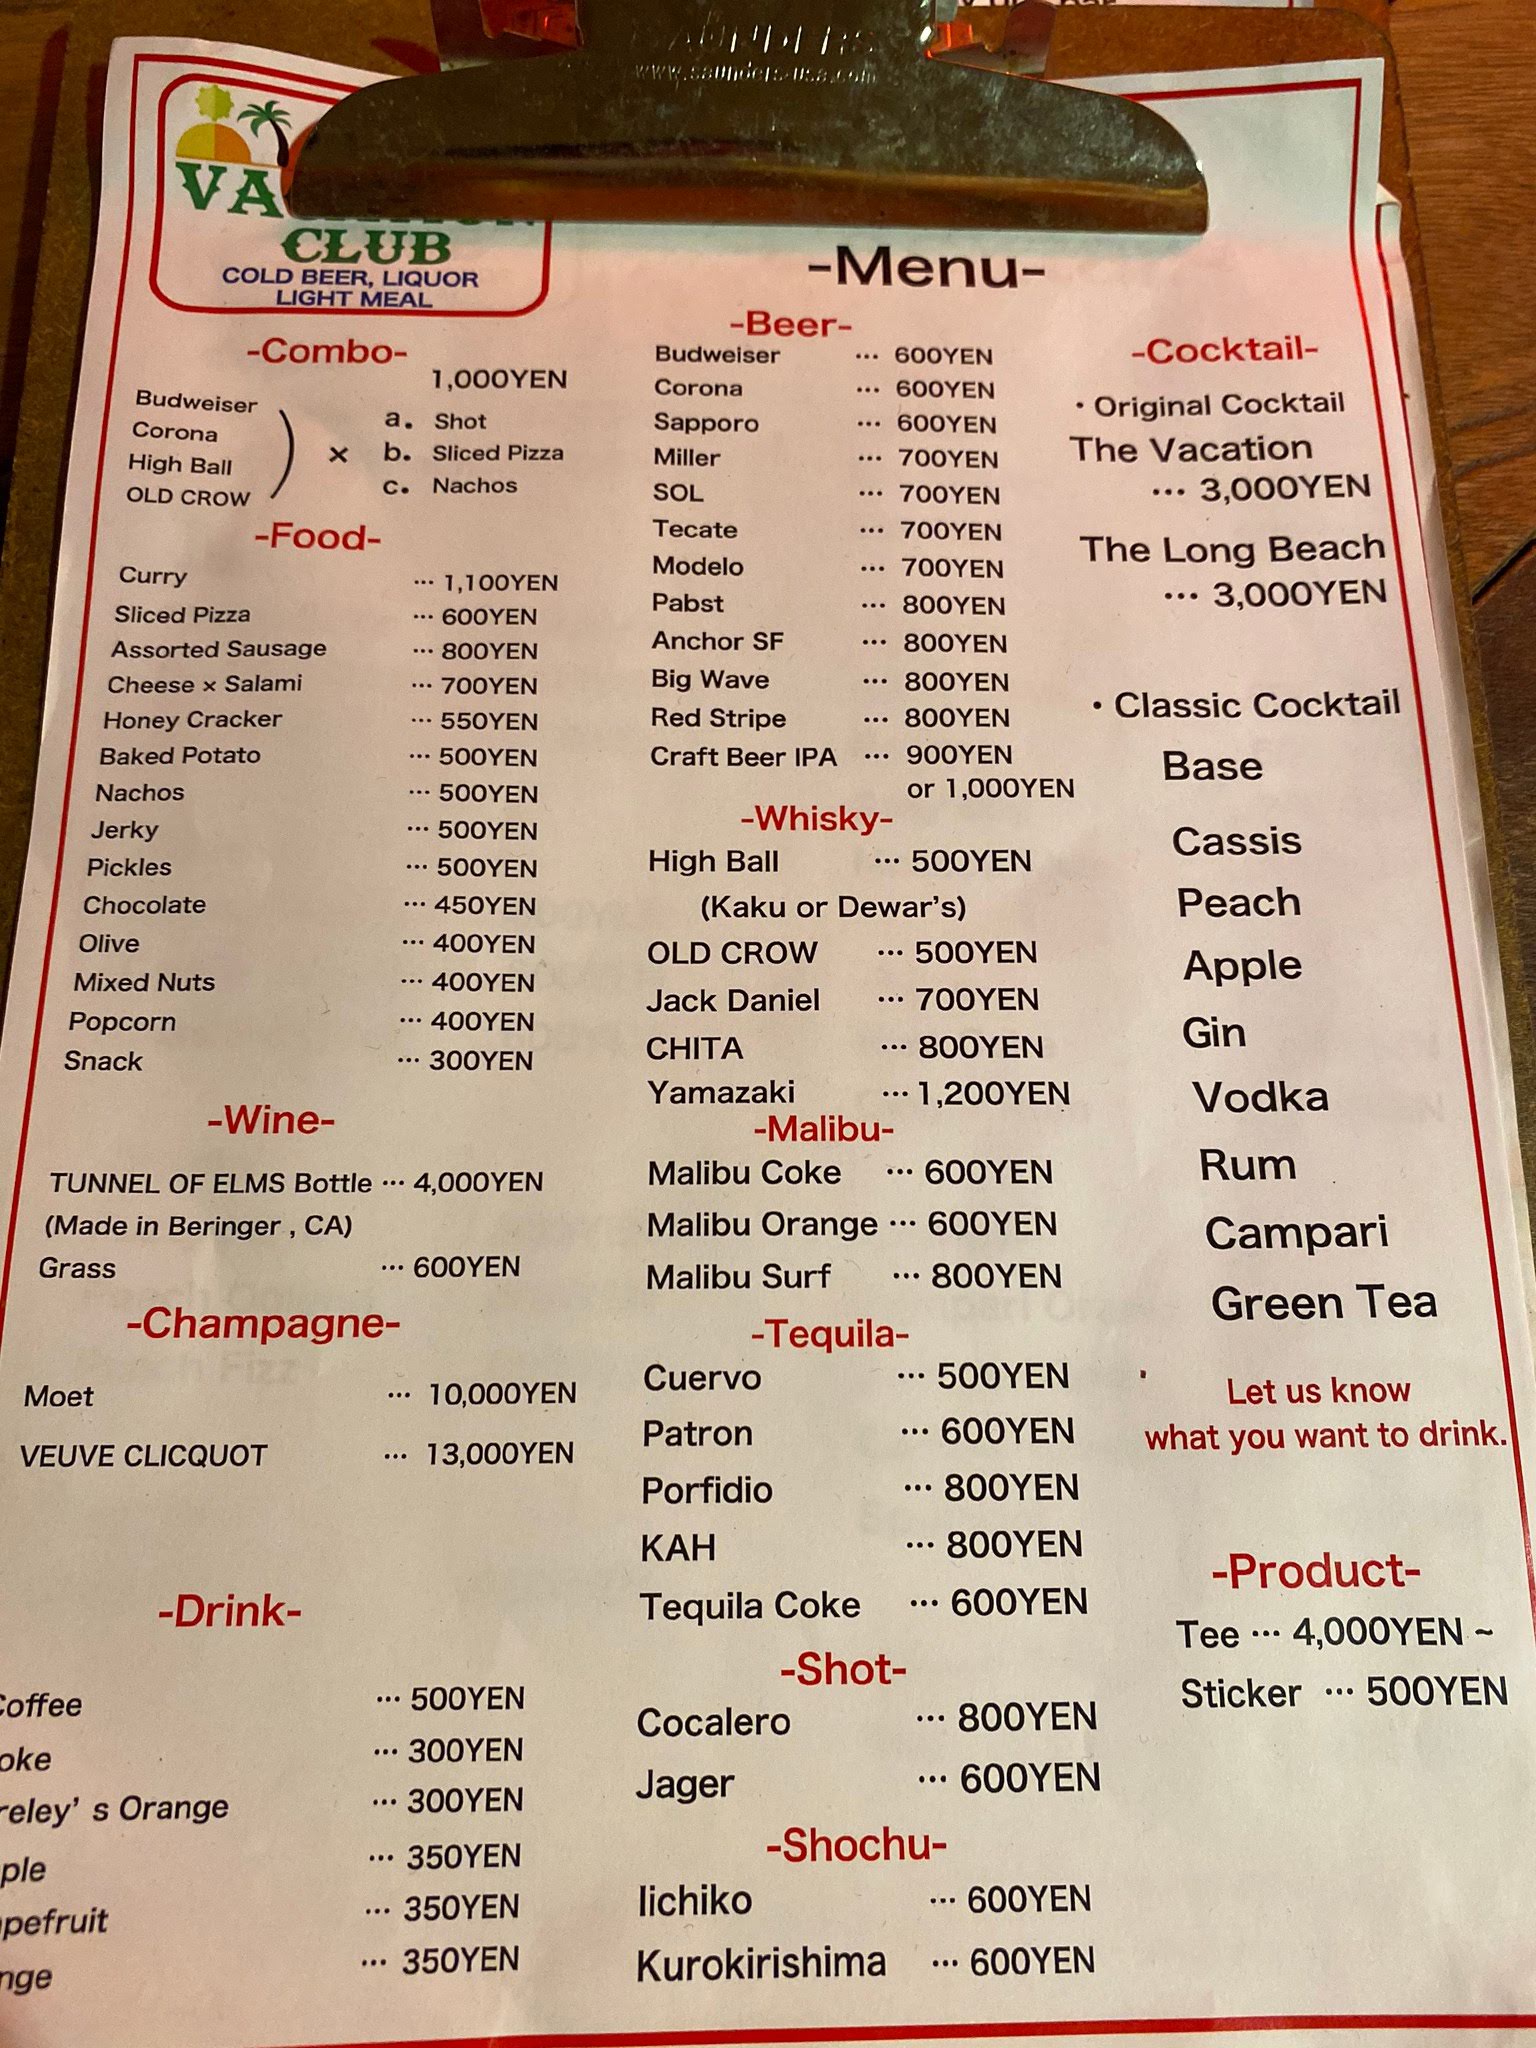 www.saunders-usa.com
CLUB
COLD BEER, LIQUOR
LIGHT MEAL
-Menu-
-Combo-
1,000YEN
Budweiser
Corona
High Ball
OLD CROW
×
a. Shot
b. Sliced Pizza
c. Nachos
-Food-
Curry ··· 1,100YEN
Sliced Pizza ··· 600YEN
Assorted Sausage ··· 800YEN
Cheese × Salami ··· 700YEN
Honey Cracker ··· 550YEN
Baked Potato ··· 500YEN
Nachos ··· 500YEN
Jerky ··· 500YEN
Pickles ··· 500YEN
Chocolate ··· 450YEN
Olive ··· 400YEN
Mixed Nuts ··· 400YEN
Popcorn ··· 400YEN
Snack ··· 300YEN
-Wine-
TUNNEL OF ELMS Bottle ··· 4,000YEN
(Made in Beringer , CA)
Grass ··· 600YEN
-Champagne-
Moet ··· 10,000YEN
VEUVE CLICQUOT ··· 13,000YEN
-Drink-
Coffee ··· 500YEN
oke ··· 300YEN
reley' s Orange ··· 300YEN
ple ··· 350YEN
pefruit ··· 350YEN
nge ··· 350YEN
-Beer-
Budweiser ··· 600YEN
Corona ··· 600YEN
Sapporo ··· 600YEN
Miller ··· 700YEN
SOL ··· 700YEN
Tecate ··· 700YEN
Modelo ··· 700YEN
Pabst ··· 800YEN
Anchor SF ··· 800YEN
Big Wave ··· 800YEN
Red Stripe ··· 800YEN
Craft Beer IPA ··· 900YEN
or 1,000YEN
-Whisky-
High Ball ··· 500YEN
(Kaku or Dewar's)
OLD CROW ··· 500YEN
Jack Daniel ··· 700YEN
CHITA ··· 800YEN
Yamazaki ··· 1,200YEN
-Malibu-
Malibu Coke ··· 600YEN
Malibu Orange ··· 600YEN
Malibu Surf ··· 800YEN
-Tequila-
Cuervo ··· 500YEN
Patron ··· 600YEN
Porfidio ··· 800YEN
KAH ··· 800YEN
Tequila Coke ··· 600YEN
-Shot-
Cocalero ··· 800YEN
Jager ··· 600YEN
-Shochu-
Iichiko ··· 600YEN
Kurokirishima ··· 600YEN
-Cocktail-
・Original Cocktail
The Vacation
··· 3,000YEN
The Long Beach
··· 3,000YEN
・Classic Cocktail
Base
Cassis
Peach
Apple
Gin
Vodka
Rum
Campari
Green Tea
Let us know
what you want to drink.
-Product-
Tee ··· 4,000YEN ~
Sticker ··· 500YEN